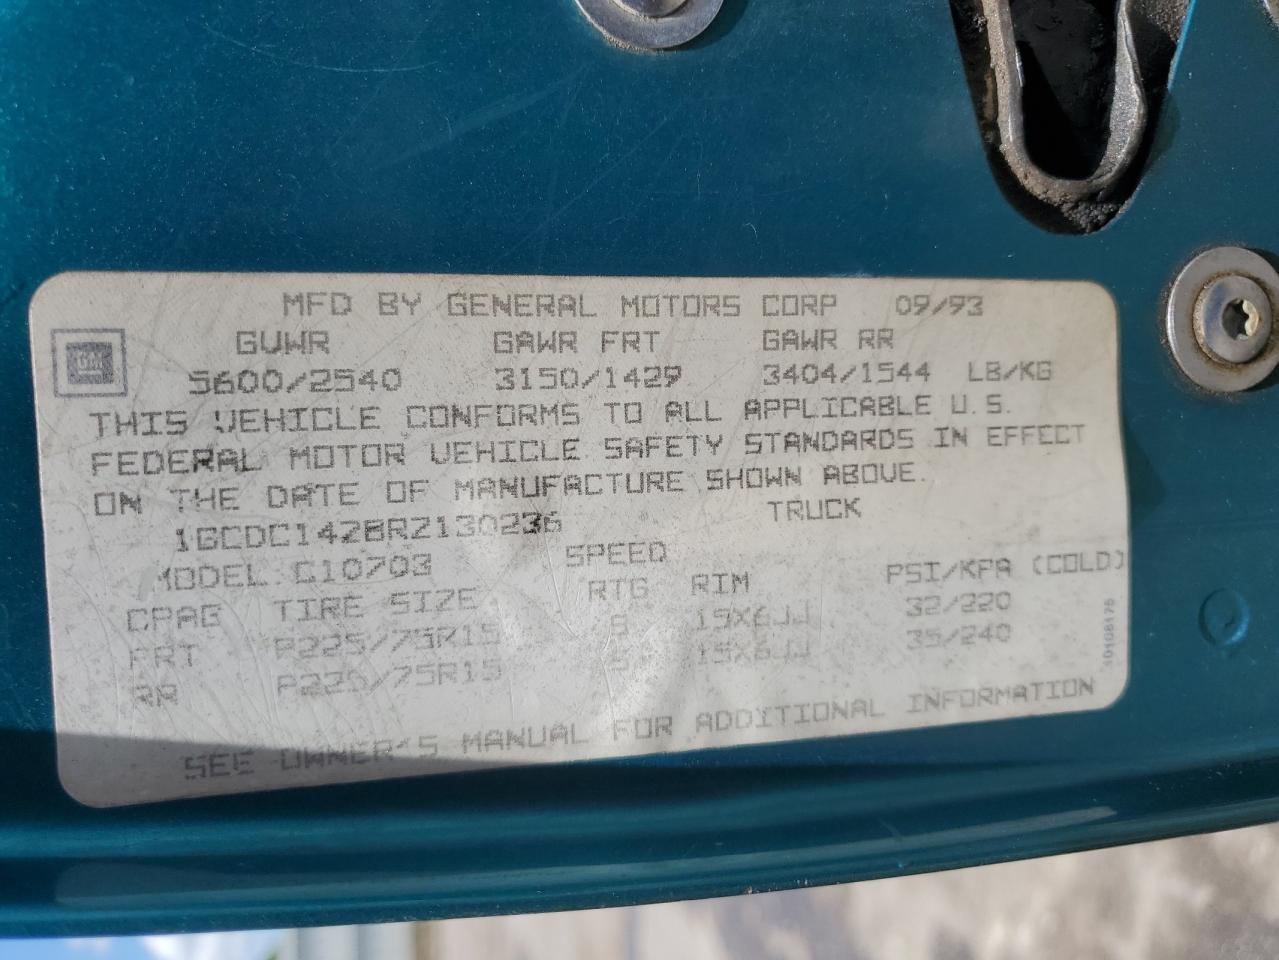 MFD BY GENERAL MOTORS CORP 09/93
GM
GVWR GAWR FRT GAWR RR
5600/2540 3150/1429 3404/1544 LB/KG
THIS VEHICLE CONFORMS TO ALL APPLICABLE U.S.
FEDERAL MOTOR VEHICLE SAFETY STANDARDS IN EFFECT
ON THE DATE OF MANUFACTURE SHOWN ABOVE.
1GCDC14Z8RZ130236 TRUCK
MODEL: C10703 SPEED
CPAG TIRE SIZE RTG RIM PSI/KPA (COLD)
FRT P225/75R15 S 15X6JJ 32/220
RR P225/75R15 S 15X6JJ 35/240
SEE OWNER'S MANUAL FOR ADDITIONAL INFORMATION